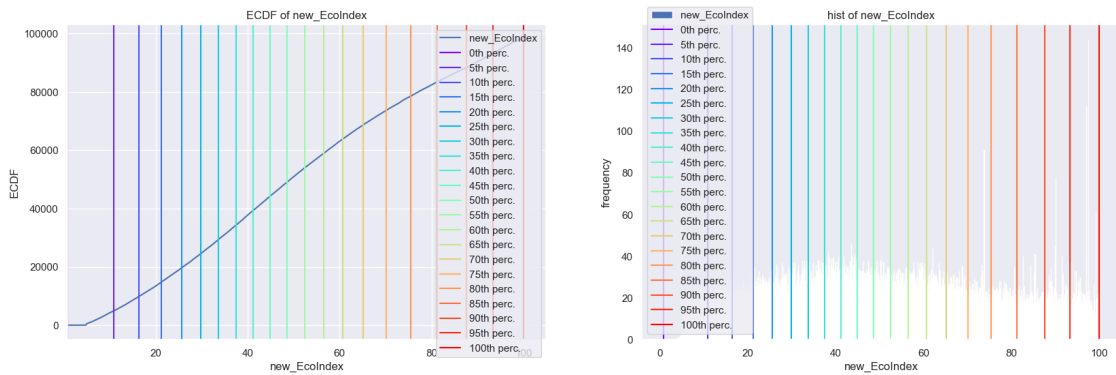 ECDF of new_EcoIndex
100000
80000
60000
40000
20000
0
ECDF
20
40
60
80
100
new_EcoIndex
new_EcoIndex
0th perc.
5th perc.
10th perc.
15th perc.
20th perc.
25th perc.
30th perc.
35th perc.
40th perc.
45th perc.
50th perc.
55th perc.
60th perc.
65th perc.
70th perc.
75th perc.
80th perc.
85th perc.
90th perc.
95th perc.
100th perc.
hist of new_EcoIndex
140
120
100
80
60
40
20
0
frequency
0
20
40
60
80
100
new_EcoIndex
new_EcoIndex
0th perc.
5th perc.
10th perc.
15th perc.
20th perc.
25th perc.
30th perc.
35th perc.
40th perc.
45th perc.
50th perc.
55th perc.
60th perc.
65th perc.
70th perc.
75th perc.
80th perc.
85th perc.
90th perc.
95th perc.
100th perc.